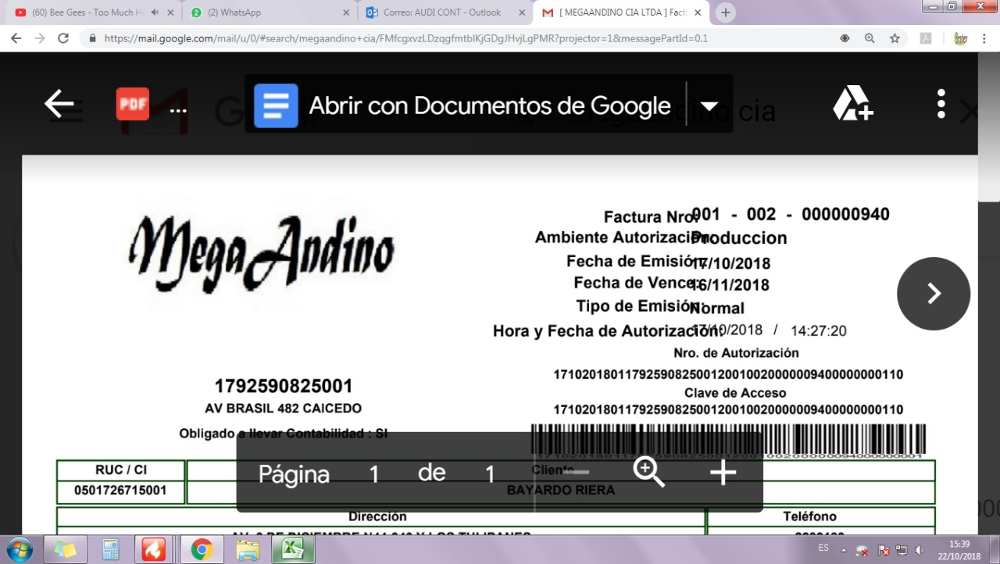 (60) Bee Gees - Too Much He
(2) WhatsApp
Correo: AUDI CONT - Outlook
[ MEGAANDINO CIA LTDA ] Factu
https://mail.google.com/mail/u/0/#search/megaandino+cia/FMfcgxvzLDzqgfmtblKjGDgJHvjLgPMR?projector=1&messagePartId=0.1
PDF ...
Abrir con Documentos de Google
cia
MegaAndino
Factura Nro: 001 - 002 - 000000940
Ambiente Autorización: Produccion
Fecha de Emisión: 17/10/2018
Fecha de Vence: 16/11/2018
Tipo de Emisión: Normal
Hora y Fecha de Autorización: 17/10/2018 / 14:27:20
Nro. de Autorización
1710201801179259082500120010020000009400000000110
Clave de Acceso
1710201801179259082500120010020000009400000000110
1792590825001
AV BRASIL 482 CAICEDO
Obligado a llevar Contabilidad : SI
Página 1 de 1
RUC / CI
Cliente
0501726715001
BAYARDO RIERA
Dirección
Teléfono
ES
15:39
22/10/2018